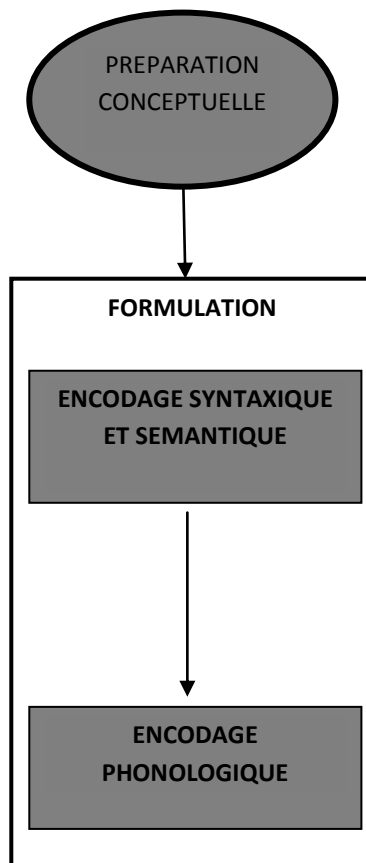 PREPARATION
CONCEPTUELLE
FORMULATION
ENCODAGE SYNTAXIQUE
ET SEMANTIQUE
ENCODAGE
PHONOLOGIQUE